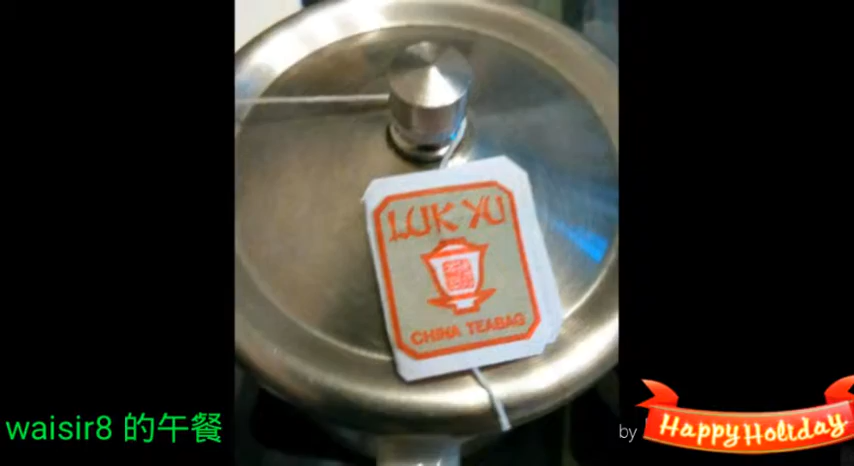 LUK YU
CHINA TEABAG
waisir8 的午餐
by
Happy Holiday